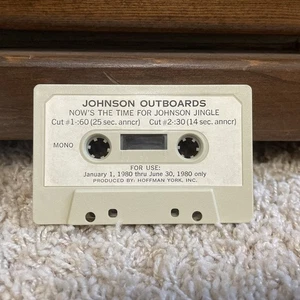 JOHNSON OUTBOARDS
NOW'S THE TIME FOR JOHNSON JINGLE
Cut #1-:60 (25 sec. anncr) Cut #2-:30 (14 sec. anncr)
MONO
FOR USE:
January 1, 1980 thru June 30, 1980 only
PRODUCED BY: HOFFMAN YORK, INC.